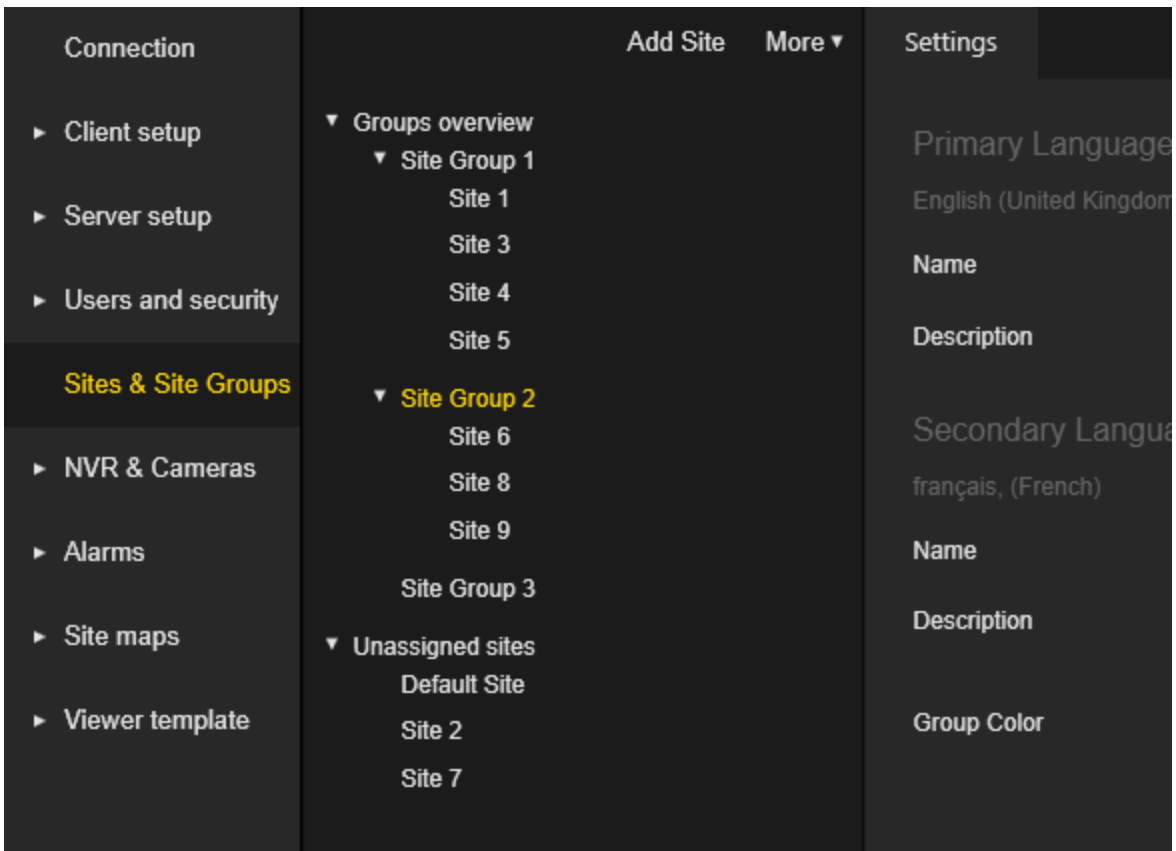 Connection
Client setup
Server setup
Users and security
Sites & Site Groups
NVR & Cameras
Alarms
Site maps
Viewer template
Add Site More
Groups overview
Site Group 1
Site 1
Site 3
Site 4
Site 5
Site Group 2
Site 6
Site 8
Site 9
Site Group 3
Unassigned sites
Default Site
Site 2
Site 7
Settings
Primary Language
English (United Kingdom
Name
Description
Secondary Langua
français, (French)
Name
Description
Group Color